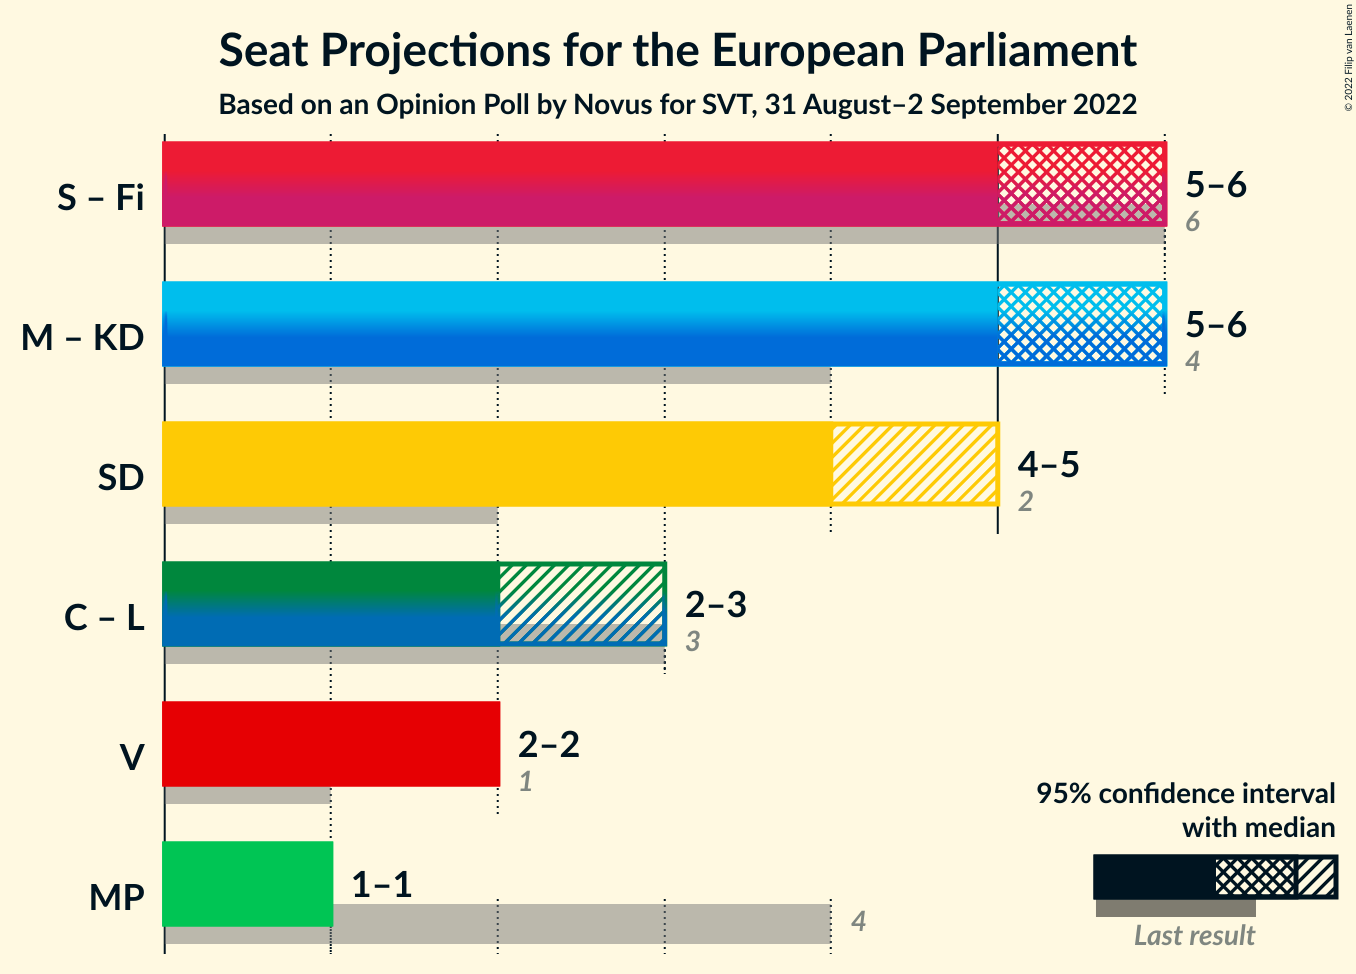 Seat Projections for the European Parliament
Based on an Opinion Poll by Novus for SVT, 31 August–2 September 2022
© 2022 Filip van Laenen
S – Fi
5–6
6
M – KD
5–6
4
SD
4–5
2
C – L
2–3
3
V
2–2
1
MP
1–1
4
95% confidence interval
with median
Last result